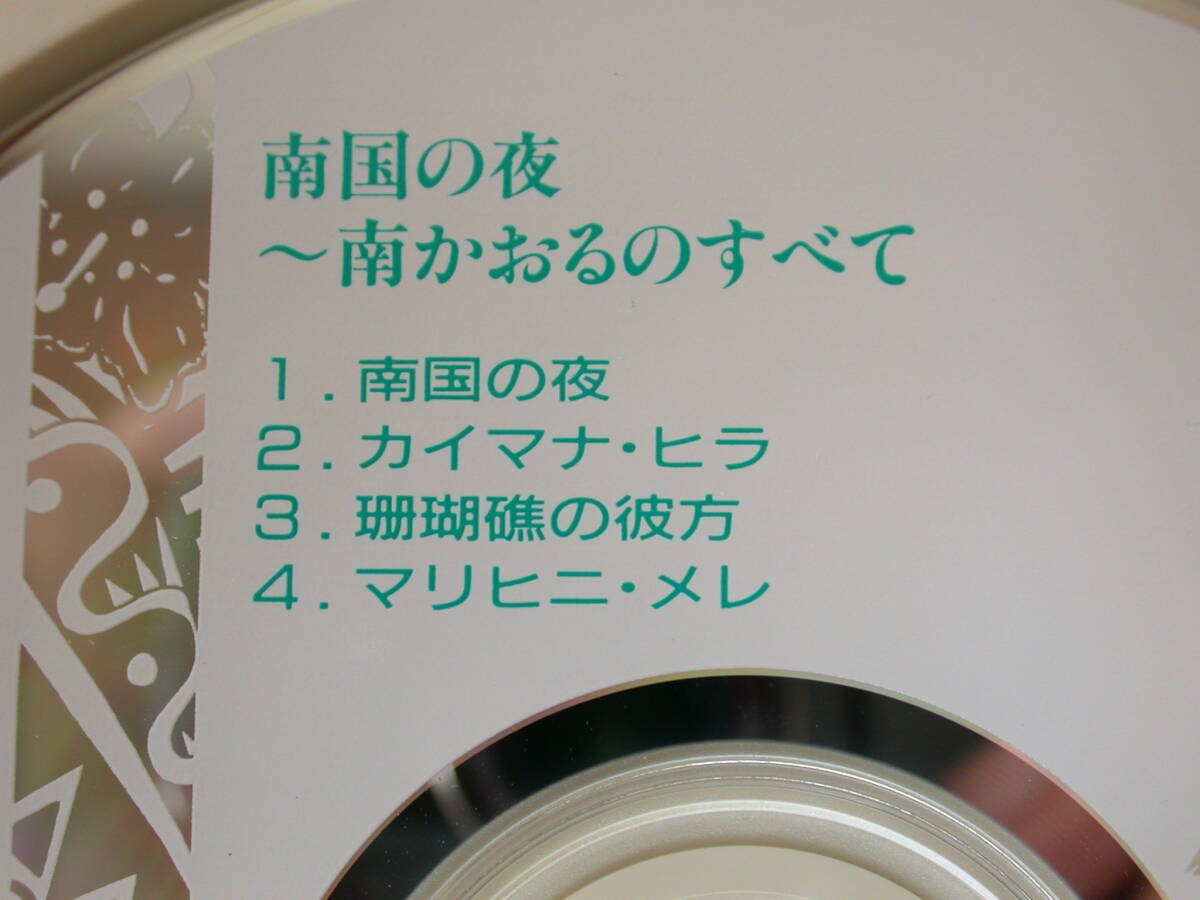 南国の夜
～南かおるのすべて
1．南国の夜
2．カイマナ・ヒラ
3．珊瑚礁の彼方
4．マリヒニ・メレ